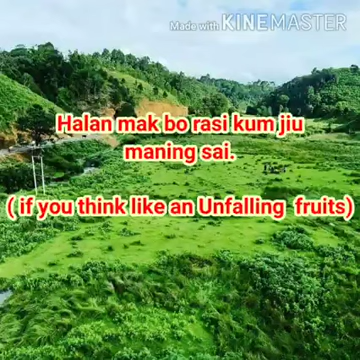 Made with KINEMASTER
Halan mak bo rasi kum jiu
maning sai.
( if you think like an Unfalling fruits)